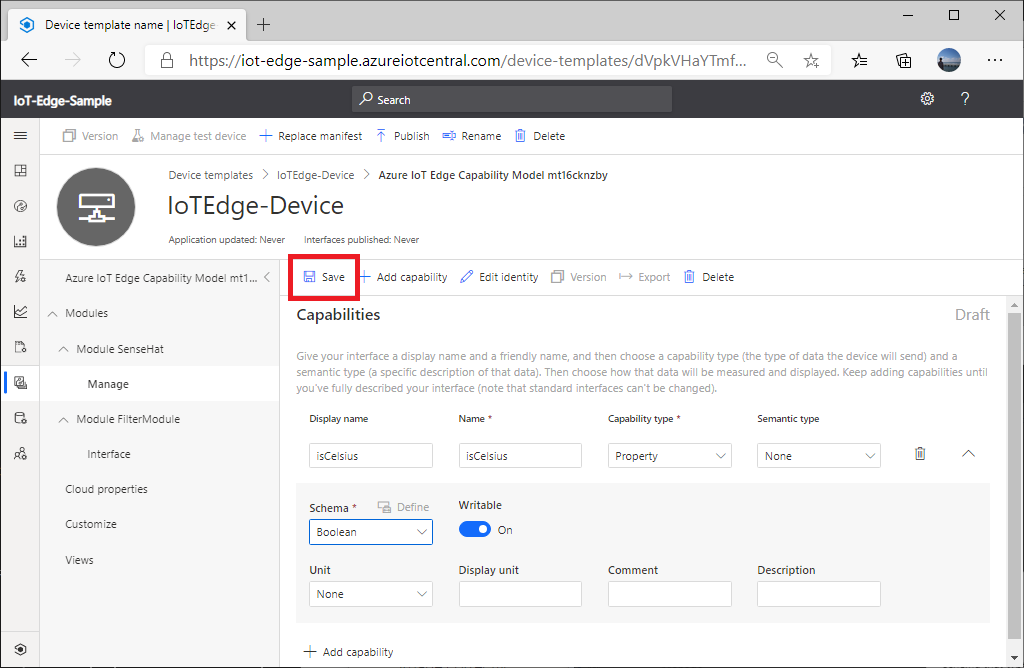 Device template name | IoTEdge
https://iot-edge-sample.azureiotcentral.com/device-templates/dVpkVHaYTmf...
IoT-Edge-Sample
Search
?
Version Manage test device Replace manifest Publish Rename Delete
Device templates > IoTEdge-Device > Azure IoT Edge Capability Model mt16cknzby
IoTEdge-Device
Application updated: Never Interfaces published: Never
Azure IoT Edge Capability Model mt1...
Save Add capability Edit identity Version Export Delete
Modules
Module SenseHat
Manage
Module FilterModule
Interface
Cloud properties
Customize
Views
Capabilities Draft
Give your interface a display name and a friendly name, and then choose a capability type (the type of data the device will send) and a
semantic type (a specific description of that data). Then choose how that data will be measured and displayed. Keep adding capabilities until
you've fully described your interface (note that standard interfaces can't be changed).
Display name Name * Capability type * Semantic type
isCelsius isCelsius Property None
Schema * Define Writable
Boolean On
Unit Display unit Comment Description
None
Add capability